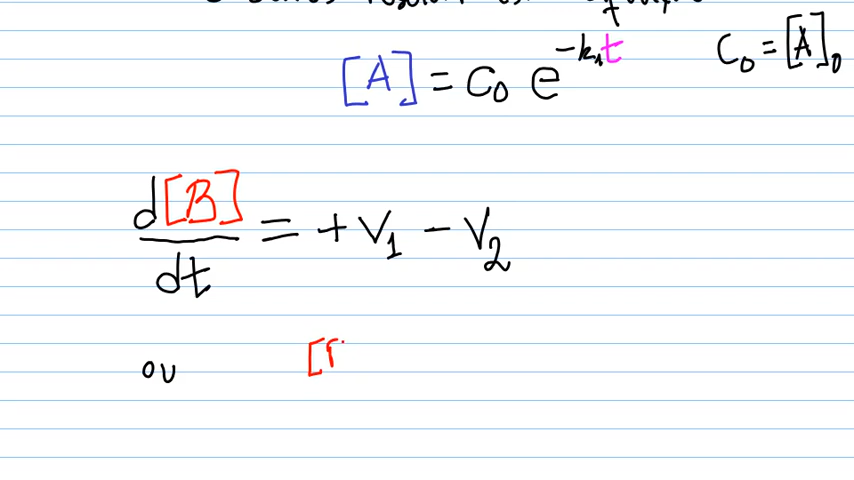 [A] = C₀ e^{-k₁t} C₀ = [A]₀
d[B]/dt = + V₁ - V₂
ou [